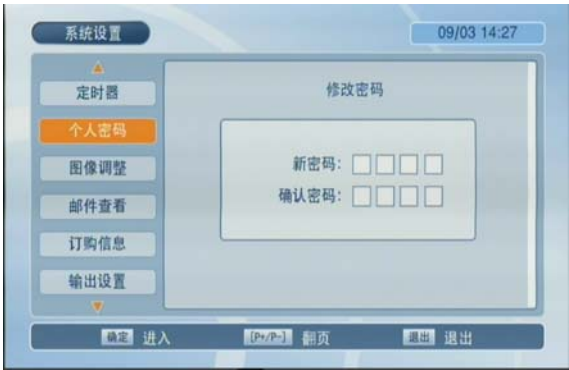 系统设置
09/03 14:27
定时器
个人密码
图像调整
邮件查看
订购信息
输出设置
修改密码
新密码：
确认密码：
确定 进入
[P+/P-] 翻页
退出 退出